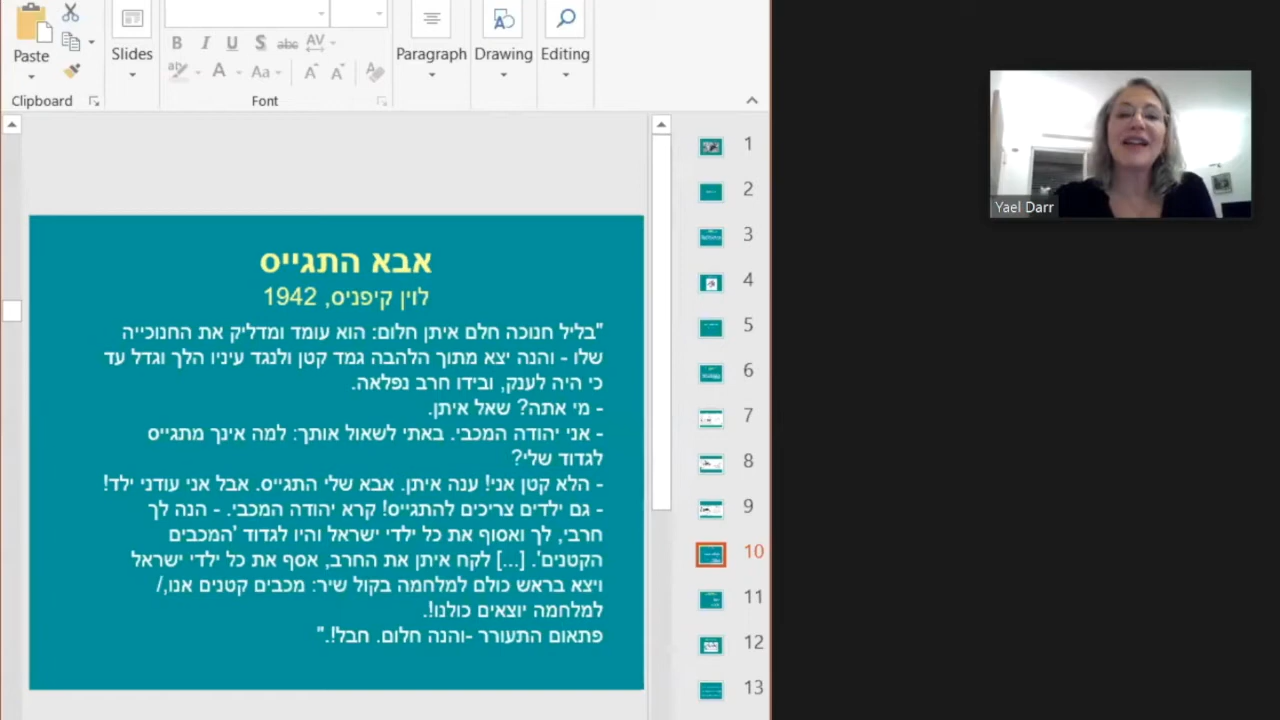 Paste
Clipboard
Slides
B I U S abc AV
A Aa A A A
Font
Paragraph
Drawing
Editing
אבא התגייס
לוין קיפניס, 1942
"בליל חנוכה חלם איתן חלום: הוא עומד ומדליק את החנוכייה
שלו - והנה יצא מתוך הלהבה גמד קטן ולנגד עיניו הלך וגדל עד
כי היה לענק, ובידו חרב נפלאה.
- מי אתה? שאל איתן.
- אני יהודה המכבי. באתי לשאול אותך: למה אינך מתגייס
לגדוד שלי?
- הלא קטן אני! ענה איתן. אבא שלי התגייס. אבל אני עודני ילד!
- גם ילדים צריכים להתגייס! קרא יהודה המכבי. - הנה לך
חרבי, לך ואסוף את כל ילדי ישראל והיו לגדוד 'המכבים
הקטנים'. [...] לקח איתן את החרב, אסף את כל ילדי ישראל
ויצא בראש כולם למלחמה בקול שיר: מכבים קטנים אנו,/
למלחמה יוצאים כולנו!.
פתאום התעורר -והנה חלום. חבל!."
1
2
3
4
5
6
7
8
9
10
11
12
13
Yael Darr